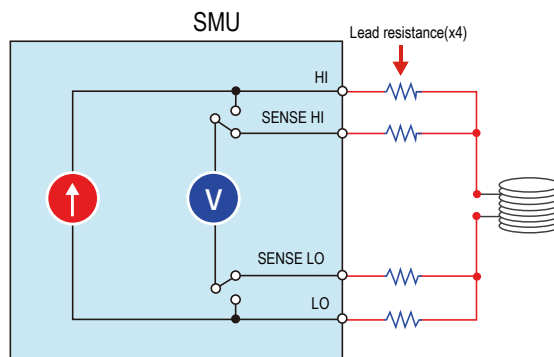 SMU
Lead resistance(x4)
HI
SENSE HI
V
SENSE LO
LO